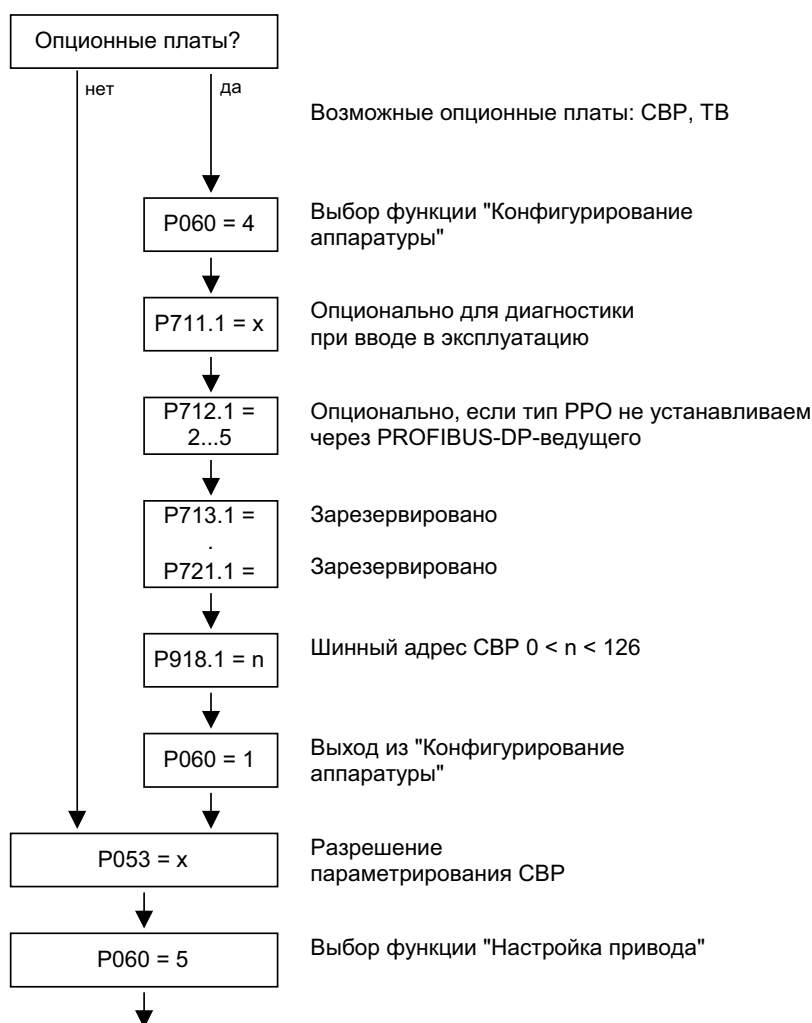 Опционные платы?
нет
да
Возможные опционные платы: CBP, TB
P060 = 4
Выбор функции "Конфигурирование
аппаратуры"
P711.1 = x
Опционально для диагностики
при вводе в эксплуатацию
P712.1 =
2...5
Опционально, если тип PPO не устанавливаем
через PROFIBUS-DP-ведущего
P713.1 =
Зарезервировано
.
P721.1 =
Зарезервировано
P918.1 = n
Шинный адрес CBP 0 < n < 126
P060 = 1
Выход из "Конфигурирование
аппаратуры"
P053 = x
Разрешение
параметрирования CBP
P060 = 5
Выбор функции "Настройка привода"